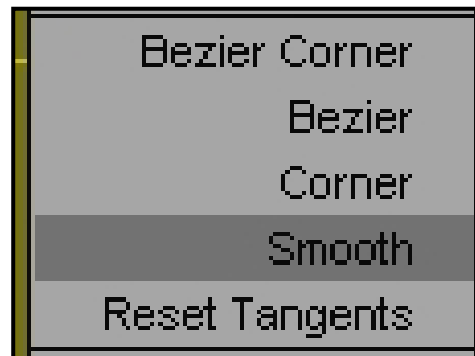 Bezier Corner
Bezier
Corner
Smooth
Reset Tangents